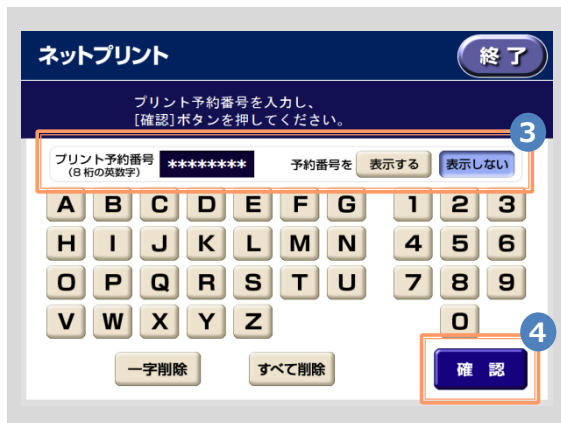 ネットプリント 終了
プリント予約番号を入力し、
[確認]ボタンを押してください。
3
プリント予約番号 ******** 予約番号を 表示する 表示しない
(8 桁の英数字)
A B C D E F G 1 2 3
H I J K L M N 4 5 6
O P Q R S T U 7 8 9
V W X Y Z 0
4
一字削除 すべて削除 確 認